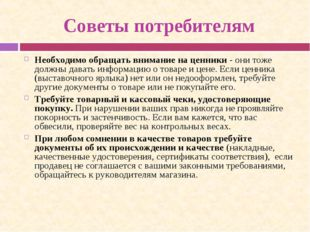 Советы потребителям
Необходимо обращать внимание на ценники - они тоже
должны давать информацию о товаре и цене. Если ценника
(выставочного ярлыка) нет или он недооформлен, требуйте
другие документы о товаре или не покупайте его.
Требуйте товарный и кассовый чеки, удостоверяющие
покупку. При нарушении ваших прав никогда не проявляйте
покорность и застенчивость. Если вам кажется, что вас
обвесили, проверяйте вес на контрольных весах.
При любом сомнении в качестве товаров требуйте
документы об их происхождении и качестве (накладные,
качественные удостоверения, сертификаты соответствия), если
продавец не соглашается с вашими законными требованиями,
обращайтесь к руководителям магазина.